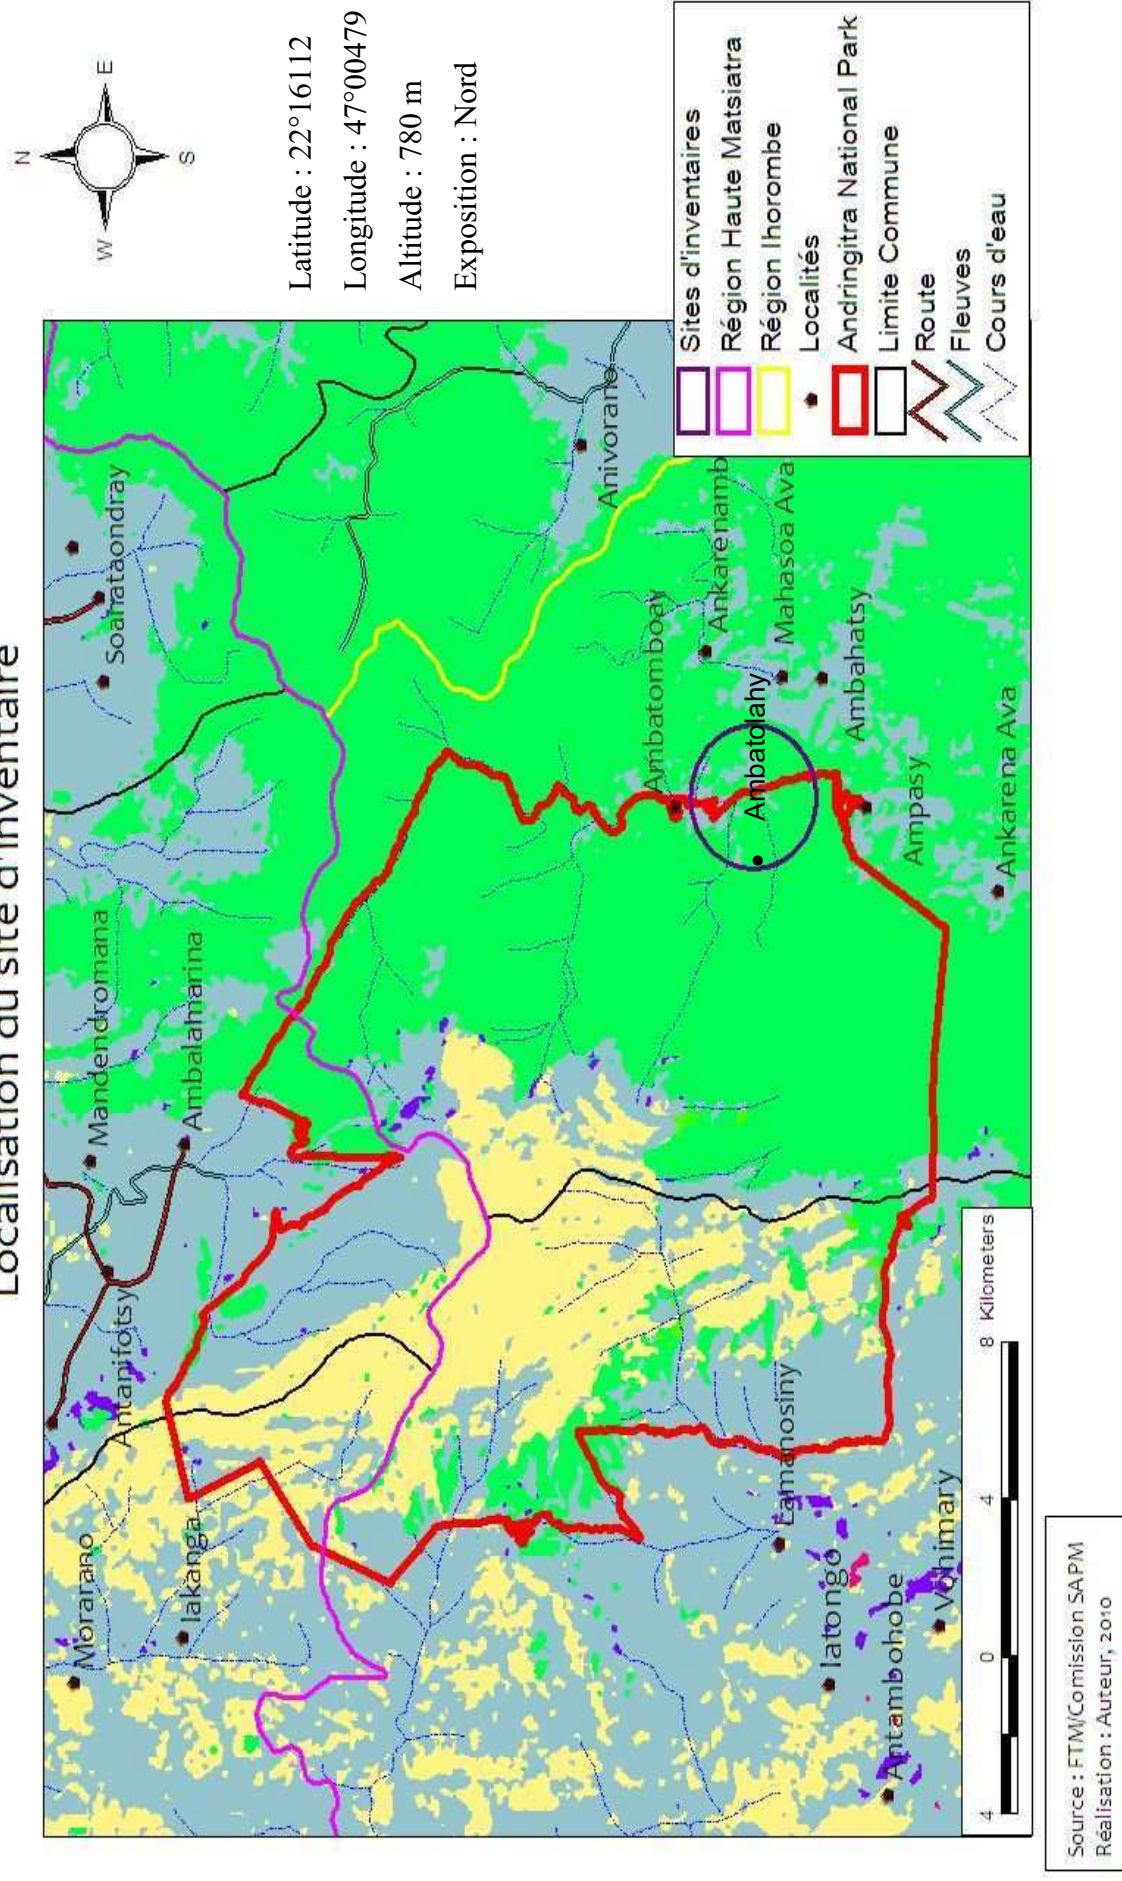 Localisation du site d'inventaire
N
W
E
S
Latitude : 22°16112
Longitude : 47°00479
Altitude : 780 m
Exposition : Nord
Morarano
Iakanga
Antanifotsy
Mandendromana
Ambalamarina
Soahataondray
Anivorano
Ambatomboay
Ankarenamb
Ambatolahy
Mahasoa Ava
Ambahatsy
Ampasy
Ankarena Ava
Lamanosiny
Iatongo
Antambohobe
Vohimary
Sites d'inventaires
Région Haute Matsiatra
Région Ihorombe
Localités
Andringitra National Park
Limite Commune
Route
Fleuves
Cours d'eau
4 0 4 8 Kilometers
Source : FTM/Comission SAPM
Réalisation : Auteur, 2010